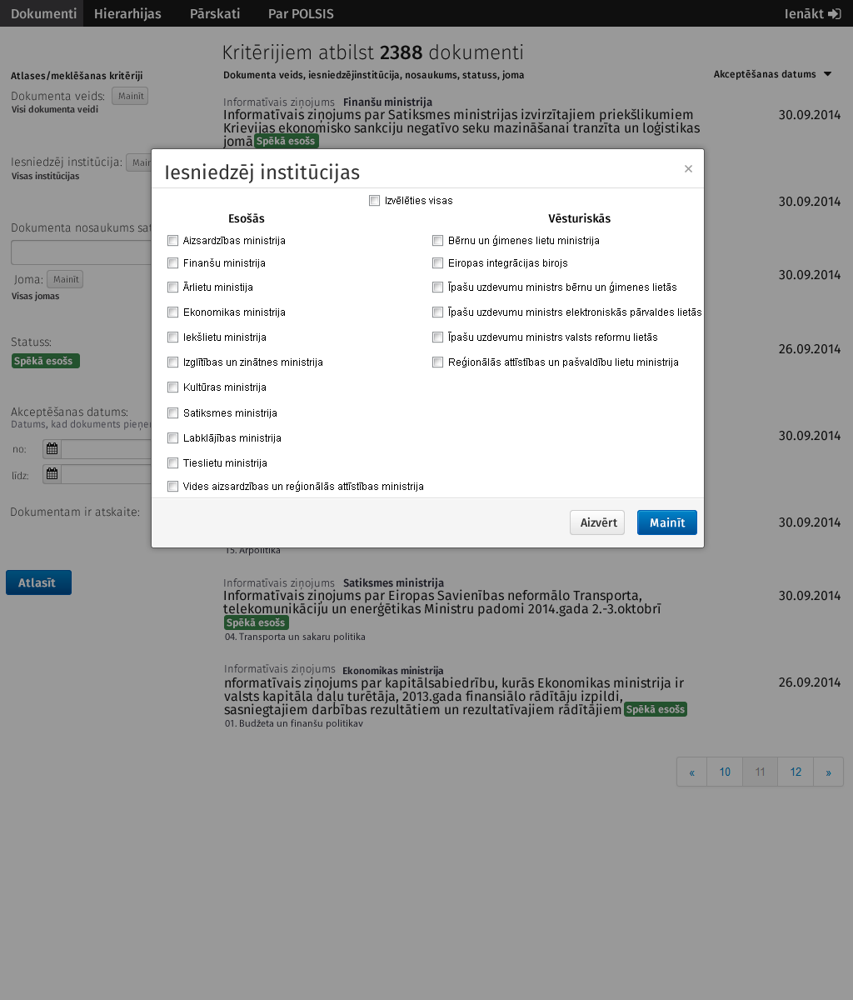 Dokumenti Hierarhijas Pārskati Par POLSIS Ienākt
Kritērijiem atbilst 2388 dokumenti
Atlases/meklēšanas kritēriji
Dokumenta veids, iesniedzējinstitūcija, nosaukums, statuss, joma
Akceptēšanas datums
Dokumenta veids: Mainīt
Visi dokumenta veidi
Informatīvais ziņojums Finanšu ministrija
Informatīvais ziņojums par Satiksmes ministrijas izvirzītajiem priekšlikumiem
Krievijas ekonomisko sankciju negatīvo seku mazināšanai tranzīta un loģistikas
jomā Spēkā esošs
30.09.2014
Iesniedzēj institūcija: Main
Visas institūcijas
30.09.2014
Dokumenta nosaukums sat
Joma: Mainīt
Visas jomas
30.09.2014
Statuss:
Spēkā esošs
26.09.2014
Akceptēšanas datums:
Datums, kad dokuments pieņem
no:
līdz:
30.09.2014
Dokumentam ir atskaite:
30.09.2014
Atlasīt
Iesniedzēj institūcijas ×
Izvēlēties visas
Esošās
Aizsardzības ministrija
Finanšu ministrija
Ārlietu ministija
Ekonomikas ministrija
Iekšlietu ministrija
Izglītības un zinātnes ministrija
Kultūras ministrija
Satiksmes ministrija
Labklājības ministrija
Tieslietu ministrija
Vides aizsardzības un reģionālās attīstības ministrija
Vēsturiskās
Bērnu un ģimenes lietu ministrija
Eiropas integrācijas birojs
Īpašu uzdevumu ministrs bērnu un ģimenes lietās
Īpašu uzdevumu ministrs elektroniskās pārvaldes lietās
Īpašu uzdevumu ministrs valsts reformu lietās
Reģionālās attīstības un pašvaldību lietu ministrija
Aizvērt Mainīt
15. Ārpolitika
Informatīvais ziņojums Satiksmes ministrija
Informatīvais ziņojums par Eiropas Savienības neformālo Transporta,
telekomunikāciju un enerģētikas Ministru padomi 2014.gada 2.-3.oktobrī
Spēkā esošs
04. Transporta un sakaru politika
30.09.2014
Informatīvais ziņojums Ekonomikas ministrija
nformatīvais ziņojums par kapitālsabiedrību, kurās Ekonomikas ministrija ir
valsts kapitāla daļu turētāja, 2013.gada finansiālo rādītāju izpildi,
sasniegtajiem darbības rezultātiem un rezultatīvajiem rādītājiem Spēkā esošs
01. Budžeta un finanšu politikav
26.09.2014
« 10 11 12 »